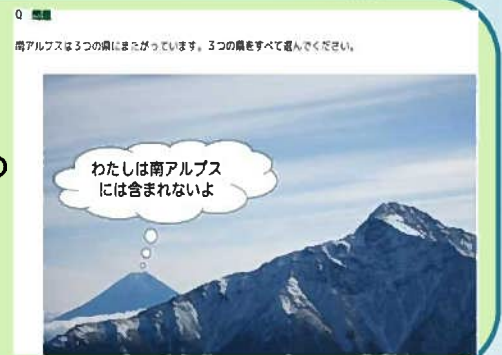 Q 問題
南アルプスは3つの県にまたがっています。3つの県をすべて選んでください。
わたしは南アルプス
には含まれないよ